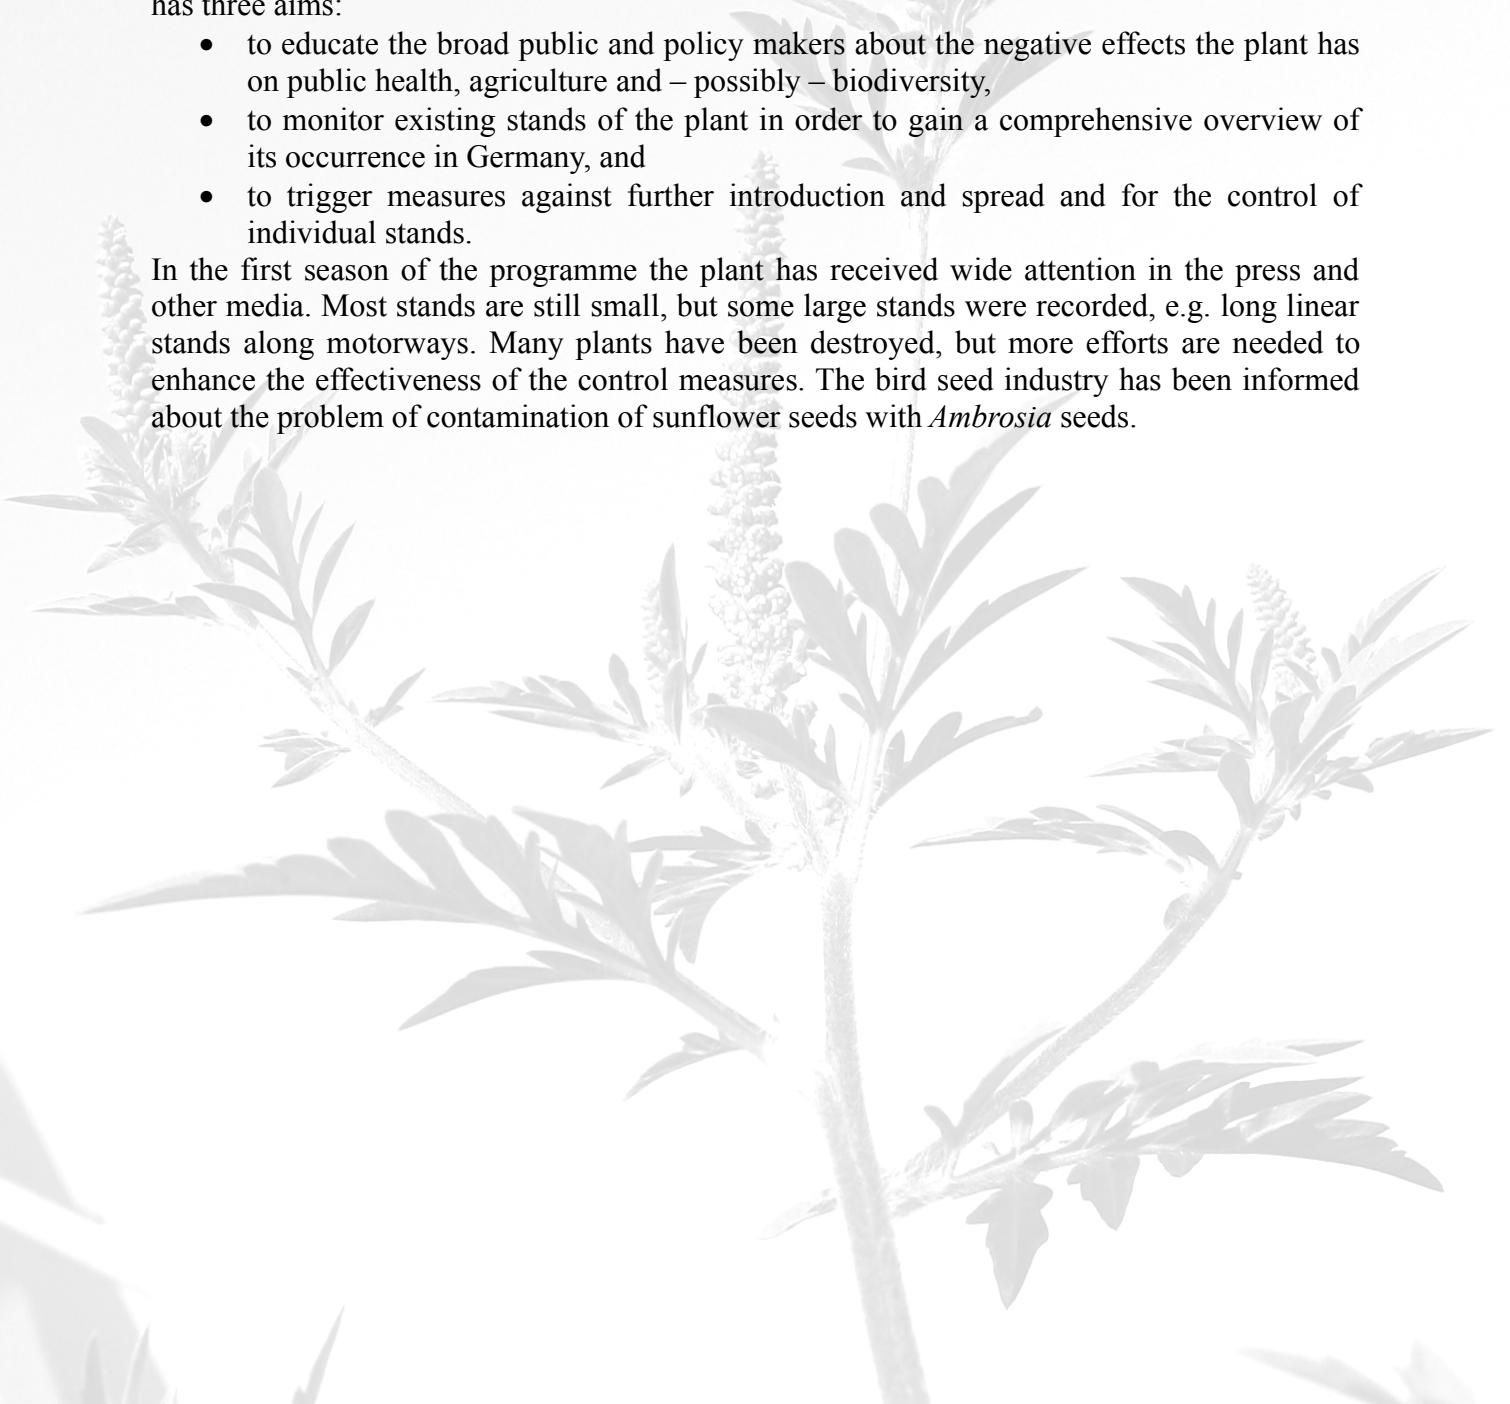 has three aims:
• to educate the broad public and policy makers about the negative effects the plant has
on public health, agriculture and – possibly – biodiversity,
• to monitor existing stands of the plant in order to gain a comprehensive overview of
its occurrence in Germany, and
• to trigger measures against further introduction and spread and for the control of
individual stands.
In the first season of the programme the plant has received wide attention in the press and
other media. Most stands are still small, but some large stands were recorded, e.g. long linear
stands along motorways. Many plants have been destroyed, but more efforts are needed to
enhance the effectiveness of the control measures. The bird seed industry has been informed
about the problem of contamination of sunflower seeds with Ambrosia seeds.